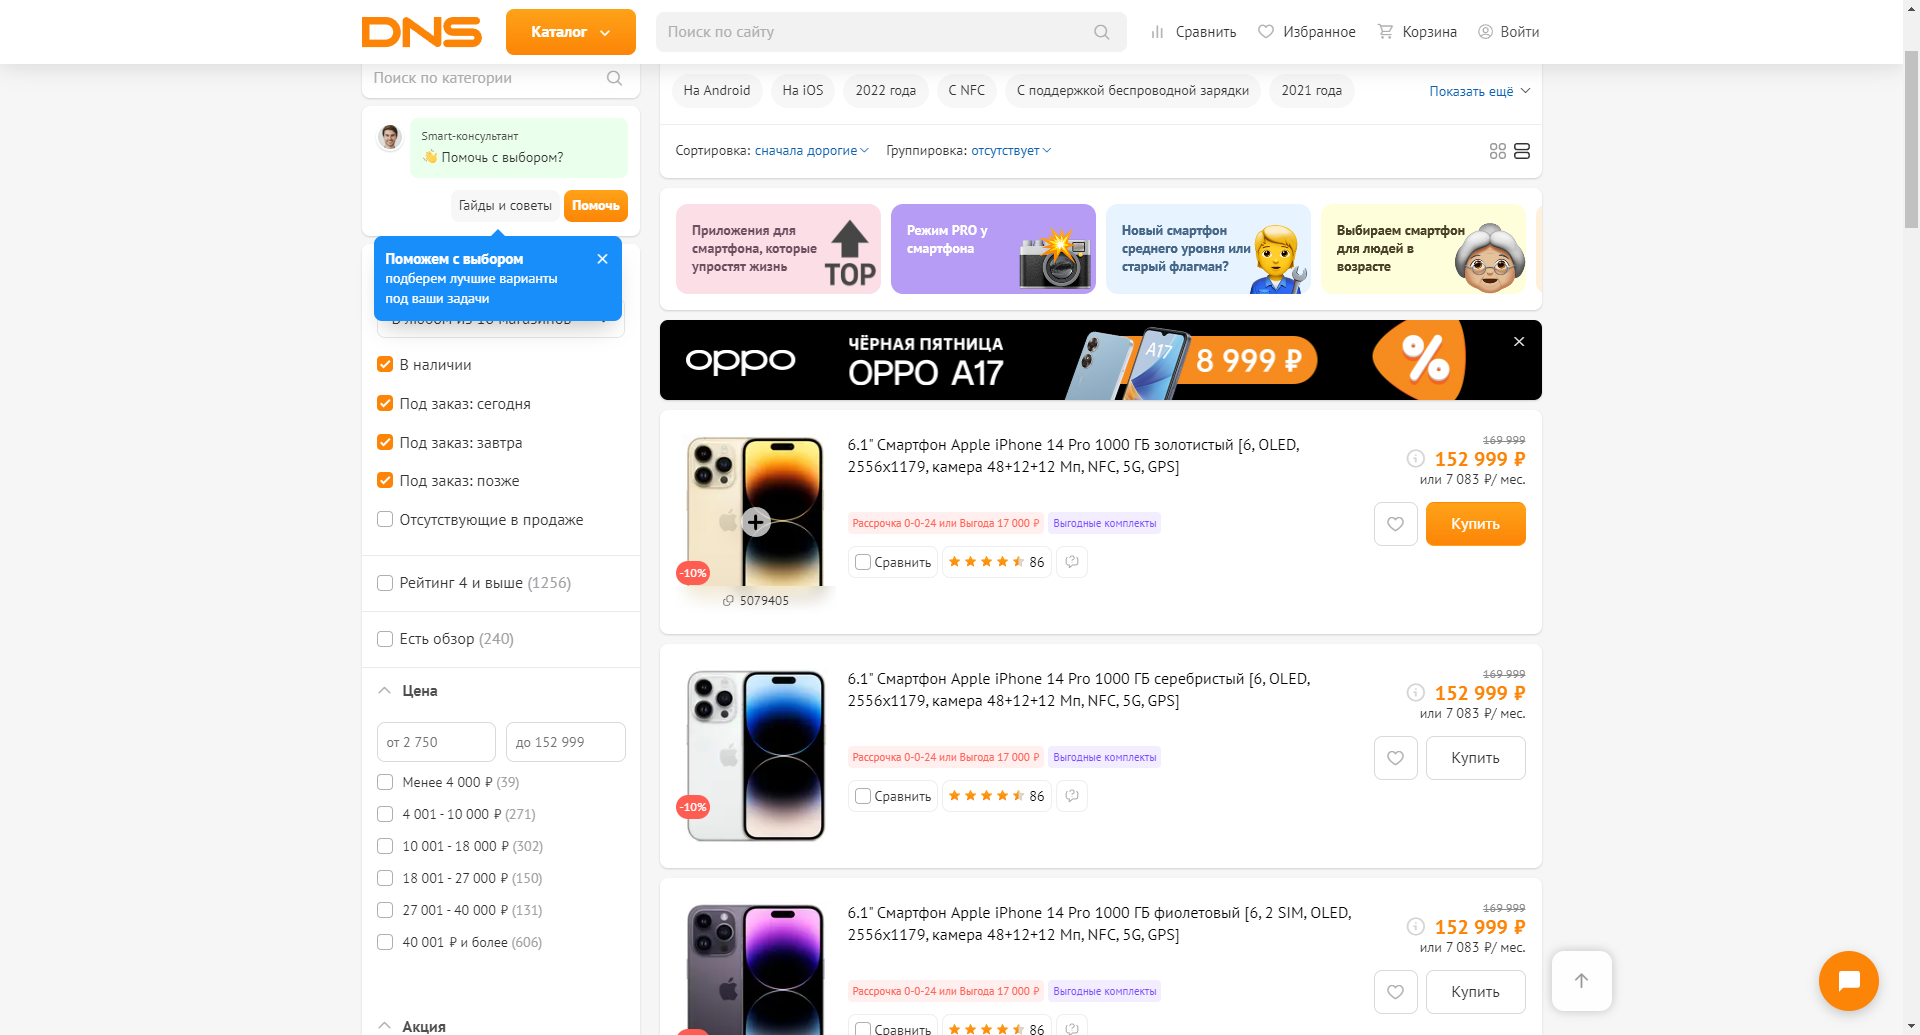 DNS
Каталог
Поиск по сайту
Сравнить
Избранное
Корзина
Войти
Поиск по категории
Smart-консультант
👋 Помочь с выбором?
Гайды и советы
Помочь
Поможем с выбором
подберем лучшие варианты
под ваши задачи
В наличии
Под заказ: сегодня
Под заказ: завтра
Под заказ: позже
Отсутствующие в продаже
Рейтинг 4 и выше (1256)
Есть обзор (240)
Цена
от 2 750
до 152 999
Менее 4 000 ₽ (39)
4 001 - 10 000 ₽ (271)
10 001 - 18 000 ₽ (302)
18 001 - 27 000 ₽ (150)
27 001 - 40 000 ₽ (131)
40 001 ₽ и более (606)
Акция
На Android
На iOS
2022 года
С NFC
С поддержкой беспроводной зарядки
2021 года
Показать ещё
Сортировка: сначала дорогие
Группировка: отсутствует
Приложения для
смартфона, которые
упростят жизнь
TOP
Режим PRO у
смартфона
Новый смартфон
среднего уровня или
старый флагман?
Выбираем смартфон
для людей в
возрасте
oppo
ЧЁРНАЯ ПЯТНИЦА
OPPO A17
A17
8 999 ₽
%
6.1" Смартфон Apple iPhone 14 Pro 1000 ГБ золотистый [6, OLED,
2556x1179, камера 48+12+12 Мп, NFC, 5G, GPS]
Рассрочка 0-0-24 или Выгода 17 000 ₽
Выгодные комплекты
Сравнить
86
-10%
5079405
169 999
152 999 ₽
или 7 083 ₽/ мес.
Купить
6.1" Смартфон Apple iPhone 14 Pro 1000 ГБ серебристый [6, OLED,
2556x1179, камера 48+12+12 Мп, NFC, 5G, GPS]
Рассрочка 0-0-24 или Выгода 17 000 ₽
Выгодные комплекты
Сравнить
86
-10%
169 999
152 999 ₽
или 7 083 ₽/ мес.
Купить
6.1" Смартфон Apple iPhone 14 Pro 1000 ГБ фиолетовый [6, 2 SIM, OLED,
2556x1179, камера 48+12+12 Мп, NFC, 5G, GPS]
Рассрочка 0-0-24 или Выгода 17 000 ₽
Выгодные комплекты
Сравнить
86
169 999
152 999 ₽
или 7 083 ₽/ мес.
Купить